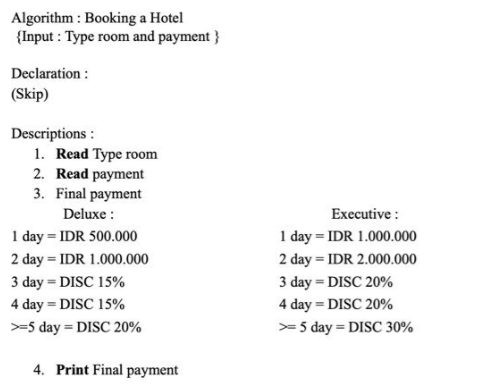 Algorithm : Booking a Hotel
{Input : Type room and payment }
Declaration :
(Skip)
Descriptions :
1. Read Type room
2. Read payment
3. Final payment
Deluxe :
1 day = IDR 500.000
2 day = IDR 1.000.000
3 day = DISC 15%
4 day = DISC 15%
>=5 day = DISC 20%
Executive :
1 day = IDR 1.000.000
2 day = IDR 2.000.000
3 day = DISC 20%
4 day = DISC 20%
>= 5 day = DISC 30%
4. Print Final payment